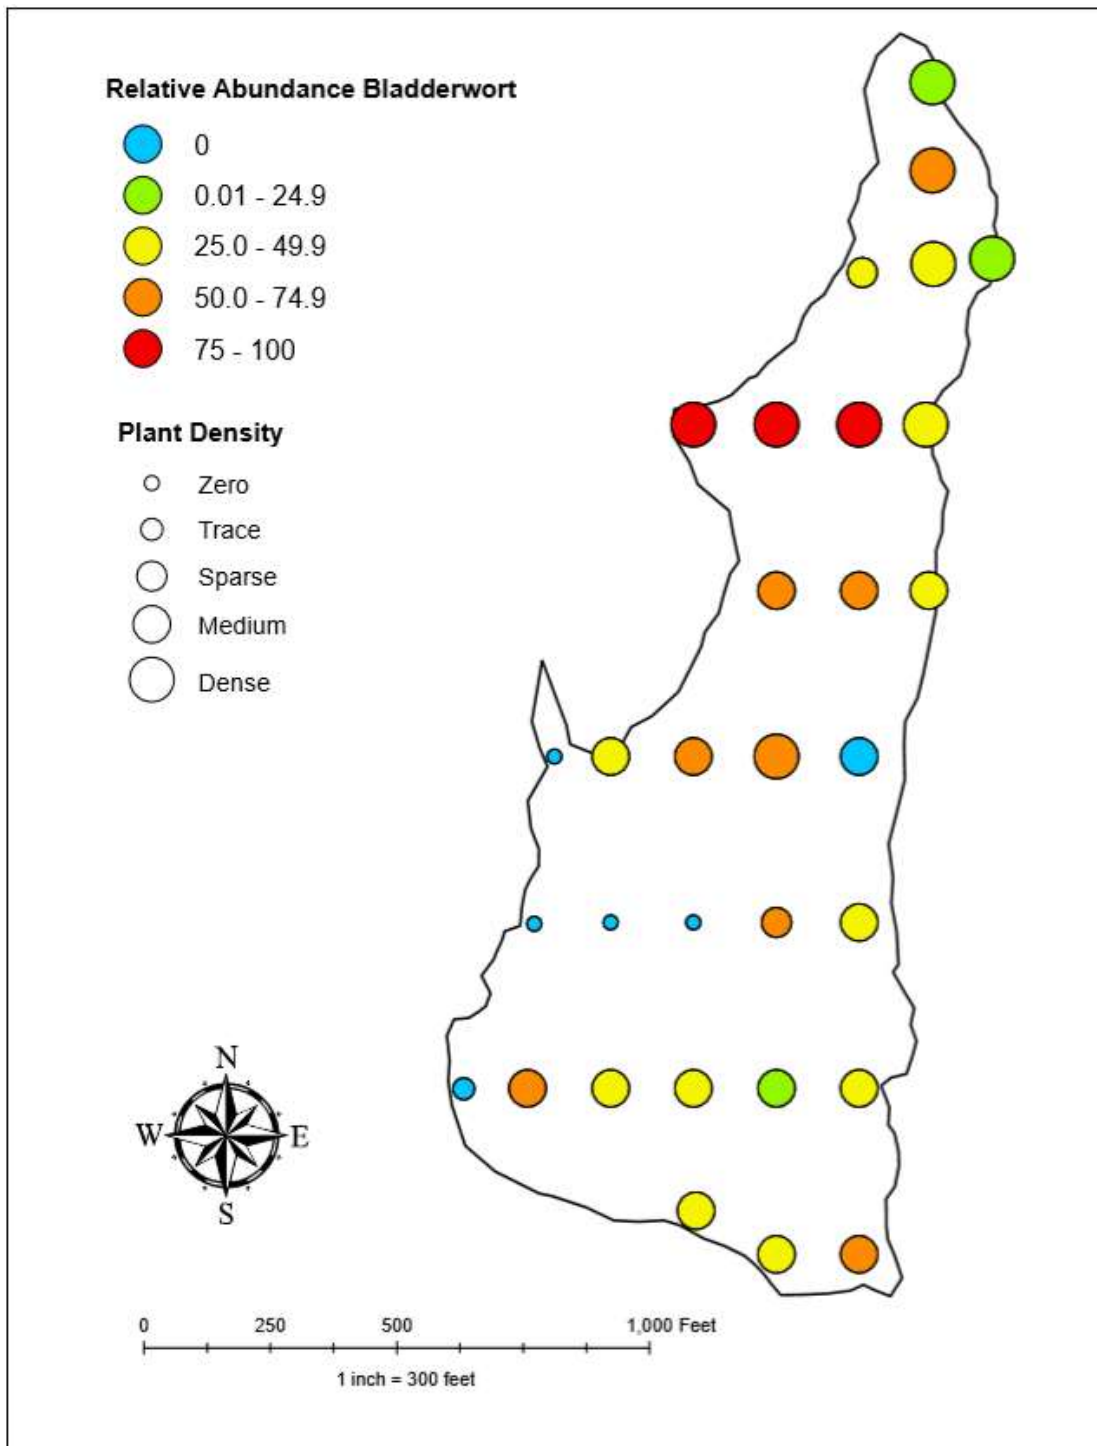 Relative Abundance Bladderwort
0
0.01 - 24.9
25.0 - 49.9
50.0 - 74.9
75 - 100
Plant Density
Zero
Trace
Sparse
Medium
Dense
N
W E
S
0 250 500 1,000 Feet
1 inch = 300 feet